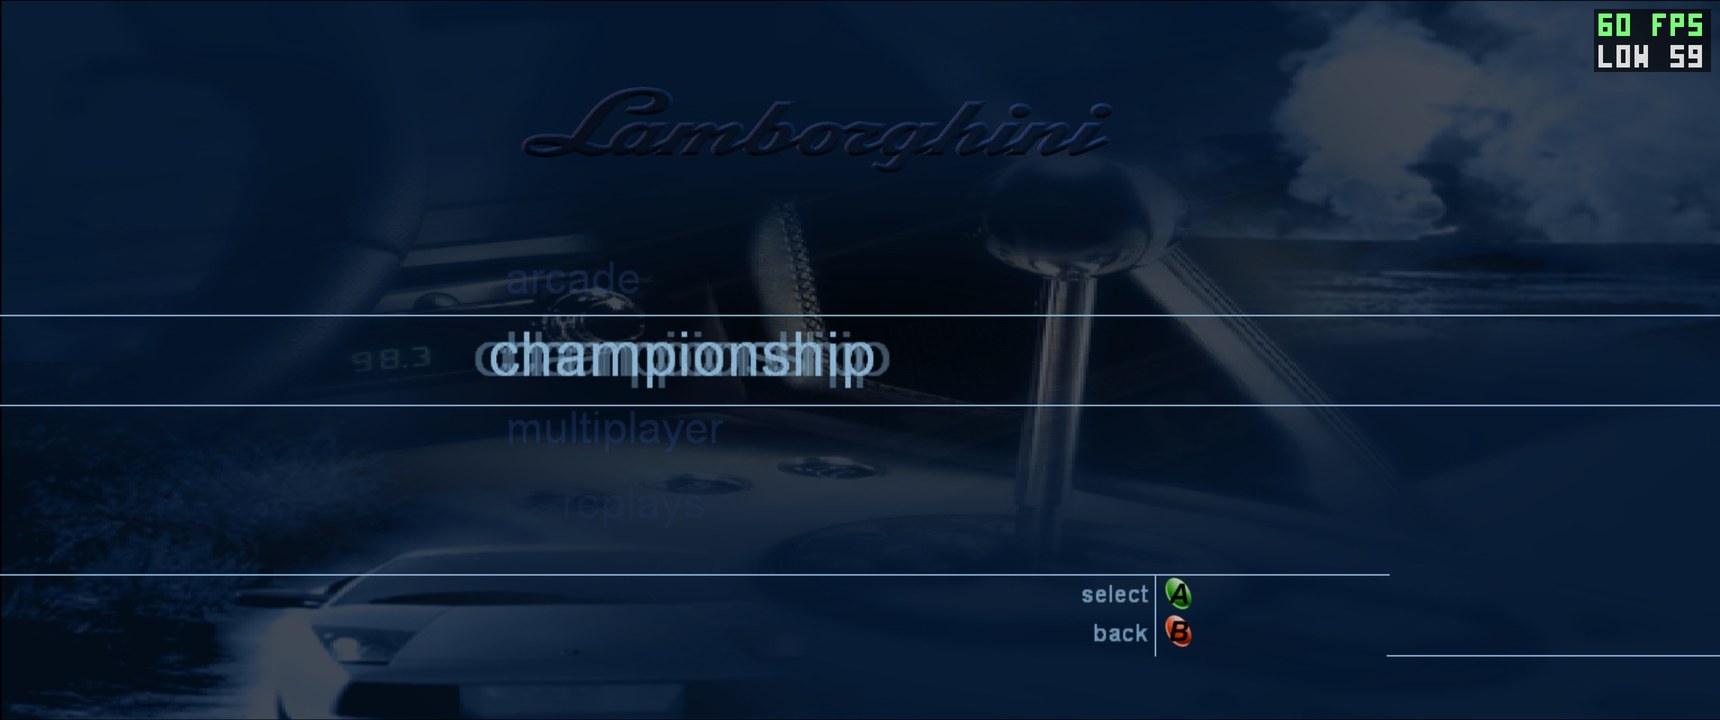 60 FPS
LOW 59
Lamborghini
arcade
98.3
championship
multiplayer
replays
select A
back B